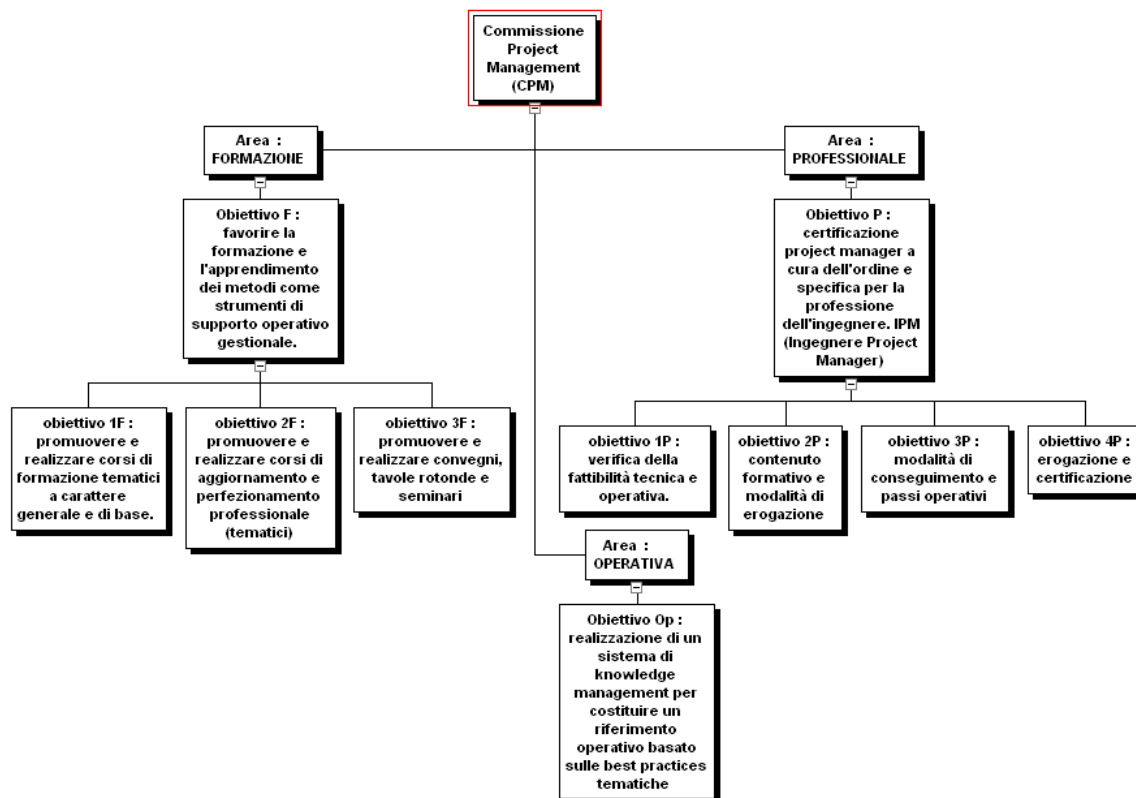 Commissione
Project
Management
(CPM)
Area :
FORMAZIONE
Area :
PROFESSIONALE
Obiettivo F :
favorire la
formazione e
l'apprendimento
dei metodi come
strumenti di
supporto operativo
gestionale.
Obiettivo P :
certificazione
project manager a
cura dell'ordine e
specifica per la
professione
dell'ingegnere. IPM
(Ingegnere Project
Manager)
obiettivo 1F :
promuovere e
realizzare corsi di
formazione tematici
a carattere
generale e di base.
obiettivo 2F :
promuovere e
realizzare corsi di
aggiornamento e
perfezionamento
professionale
(tematici)
obiettivo 3F :
promuovere e
realizzare convegni,
tavole rotonde e
seminari
obiettivo 1P :
verifica della
fattibilità tecnica e
operativa.
obiettivo 2P :
contenuto
formativo e
modalità di
erogazione
obiettivo 3P :
modalità di
conseguimento e
passi operativi
obiettivo 4P :
erogazione e
certificazione
Area :
OPERATIVA
Obiettivo Op :
realizzazione di un
sistema di
knowledge
management per
costituire un
riferimento
operativo basato
sulle best practices
tematiche